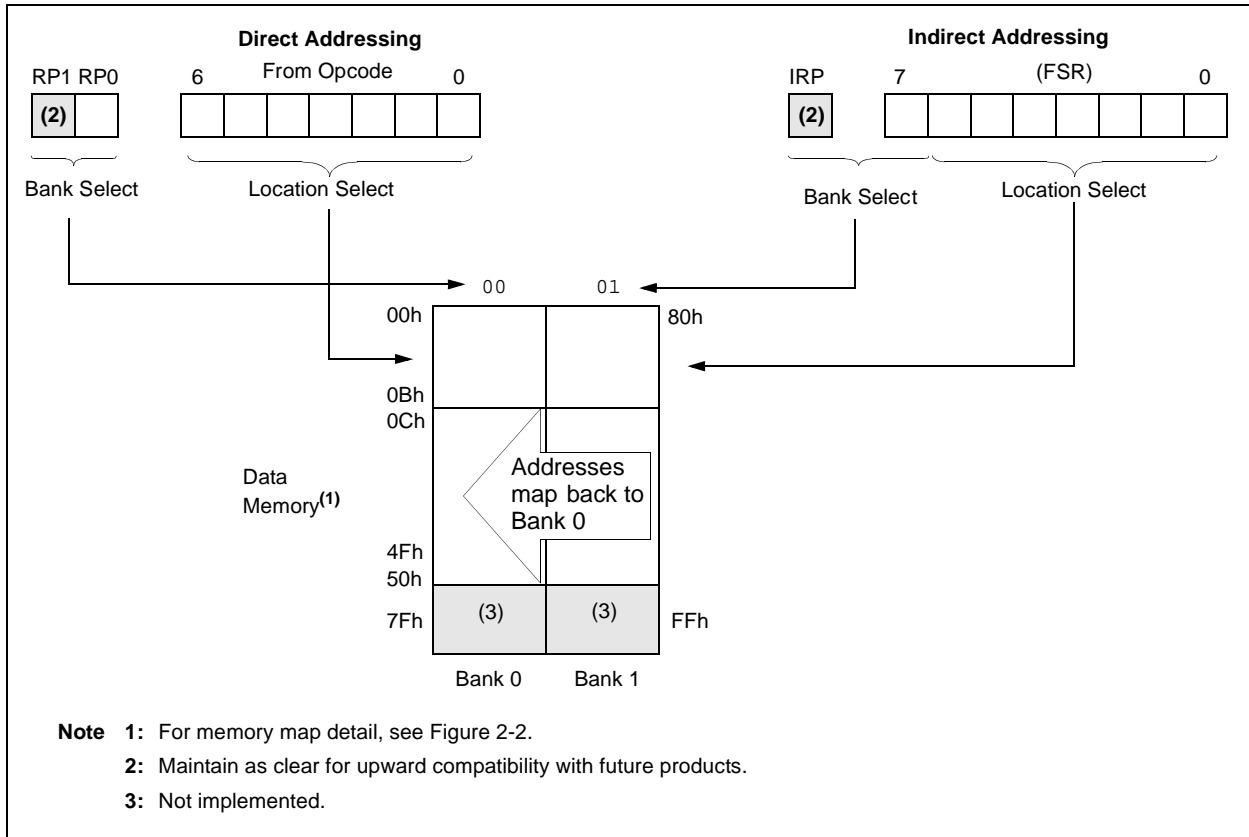 Direct Addressing
RP1 RP0
6 From Opcode 0
(2)
Bank Select
Location Select
Indirect Addressing
IRP
7 (FSR) 0
(2)
Bank Select
Location Select
00 01
00h
80h
0Bh
0Ch
Data
Memory(1)
Addresses
map back to
Bank 0
4Fh
50h
7Fh
(3)
(3)
FFh
Bank 0 Bank 1
Note 1: For memory map detail, see Figure 2-2.
2: Maintain as clear for upward compatibility with future products.
3: Not implemented.